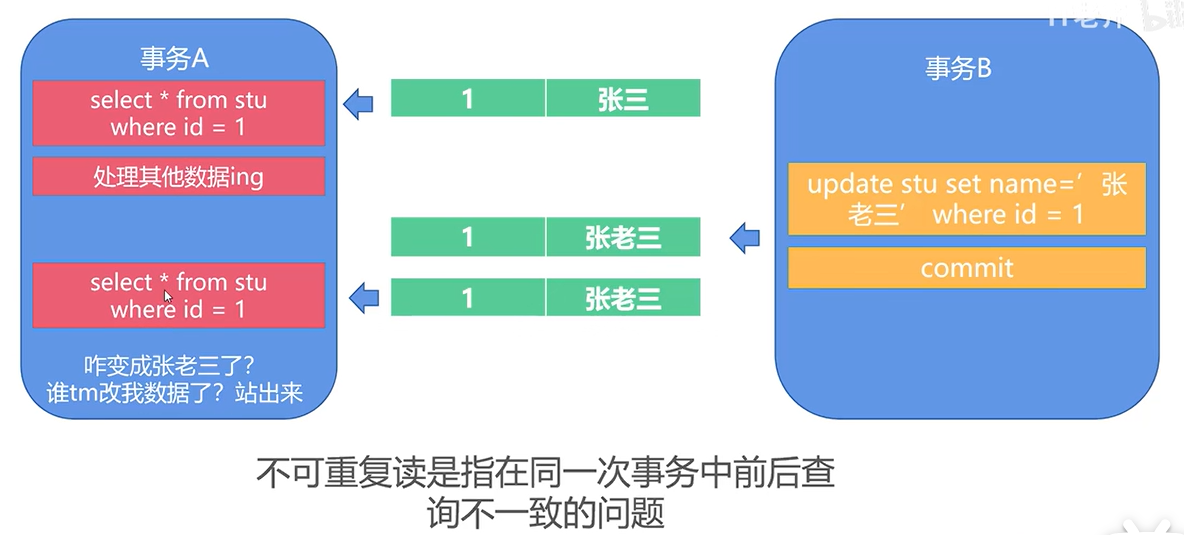 事务A
select * from stu
where id = 1
处理其他数据ing
select * from stu
where id = 1
咋变成张老三了？
谁tm改我数据了？站出来
1 张三
1 张老三
1 张老三
事务B
update stu set name=’张
老三’ where id = 1
commit
不可重复读是指在同一次事务中前后查
询不一致的问题